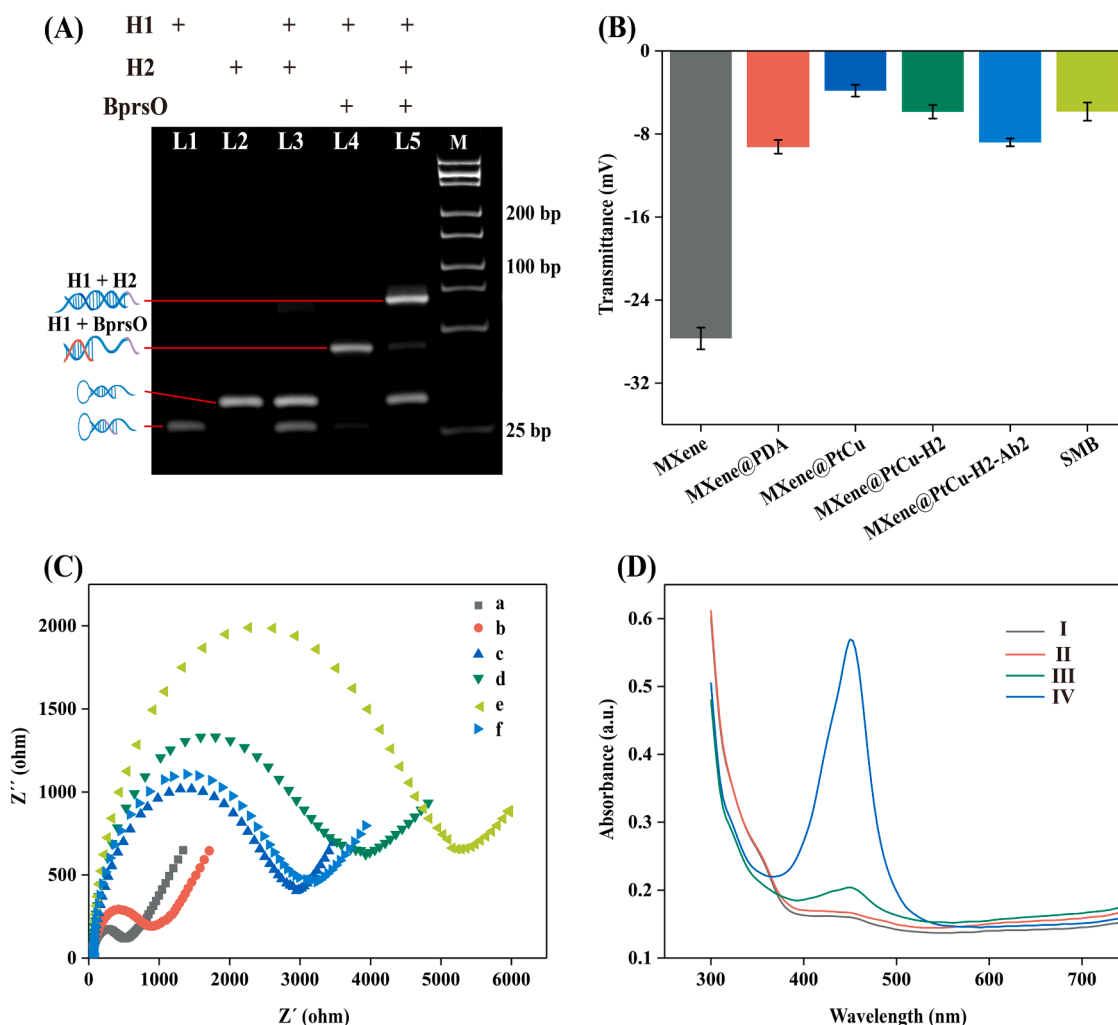 (A)
H1 + + + +
H2 + + +
BprsO + +
L1 L2 L3 L4 L5 M
200 bp
100 bp
25 bp
H1 + H2
H1 + BprsO
(B)
Transmittance (mV)
0
-8
-16
-24
-32
MXene
MXene@PDA
MXene@PtCu
MXene@PtCu-H2
MXene@PtCu-H2-Ab2
SMB
(C)
Z´´ (ohm)
2000
1500
1000
500
0
0 1000 2000 3000 4000 5000 6000
Z´ (ohm)
a
b
c
d
e
f
(D)
Absorbance (a.u.)
0.6
0.5
0.4
0.3
0.2
0.1
300 400 500 600 700
Wavelength (nm)
I
II
III
IV